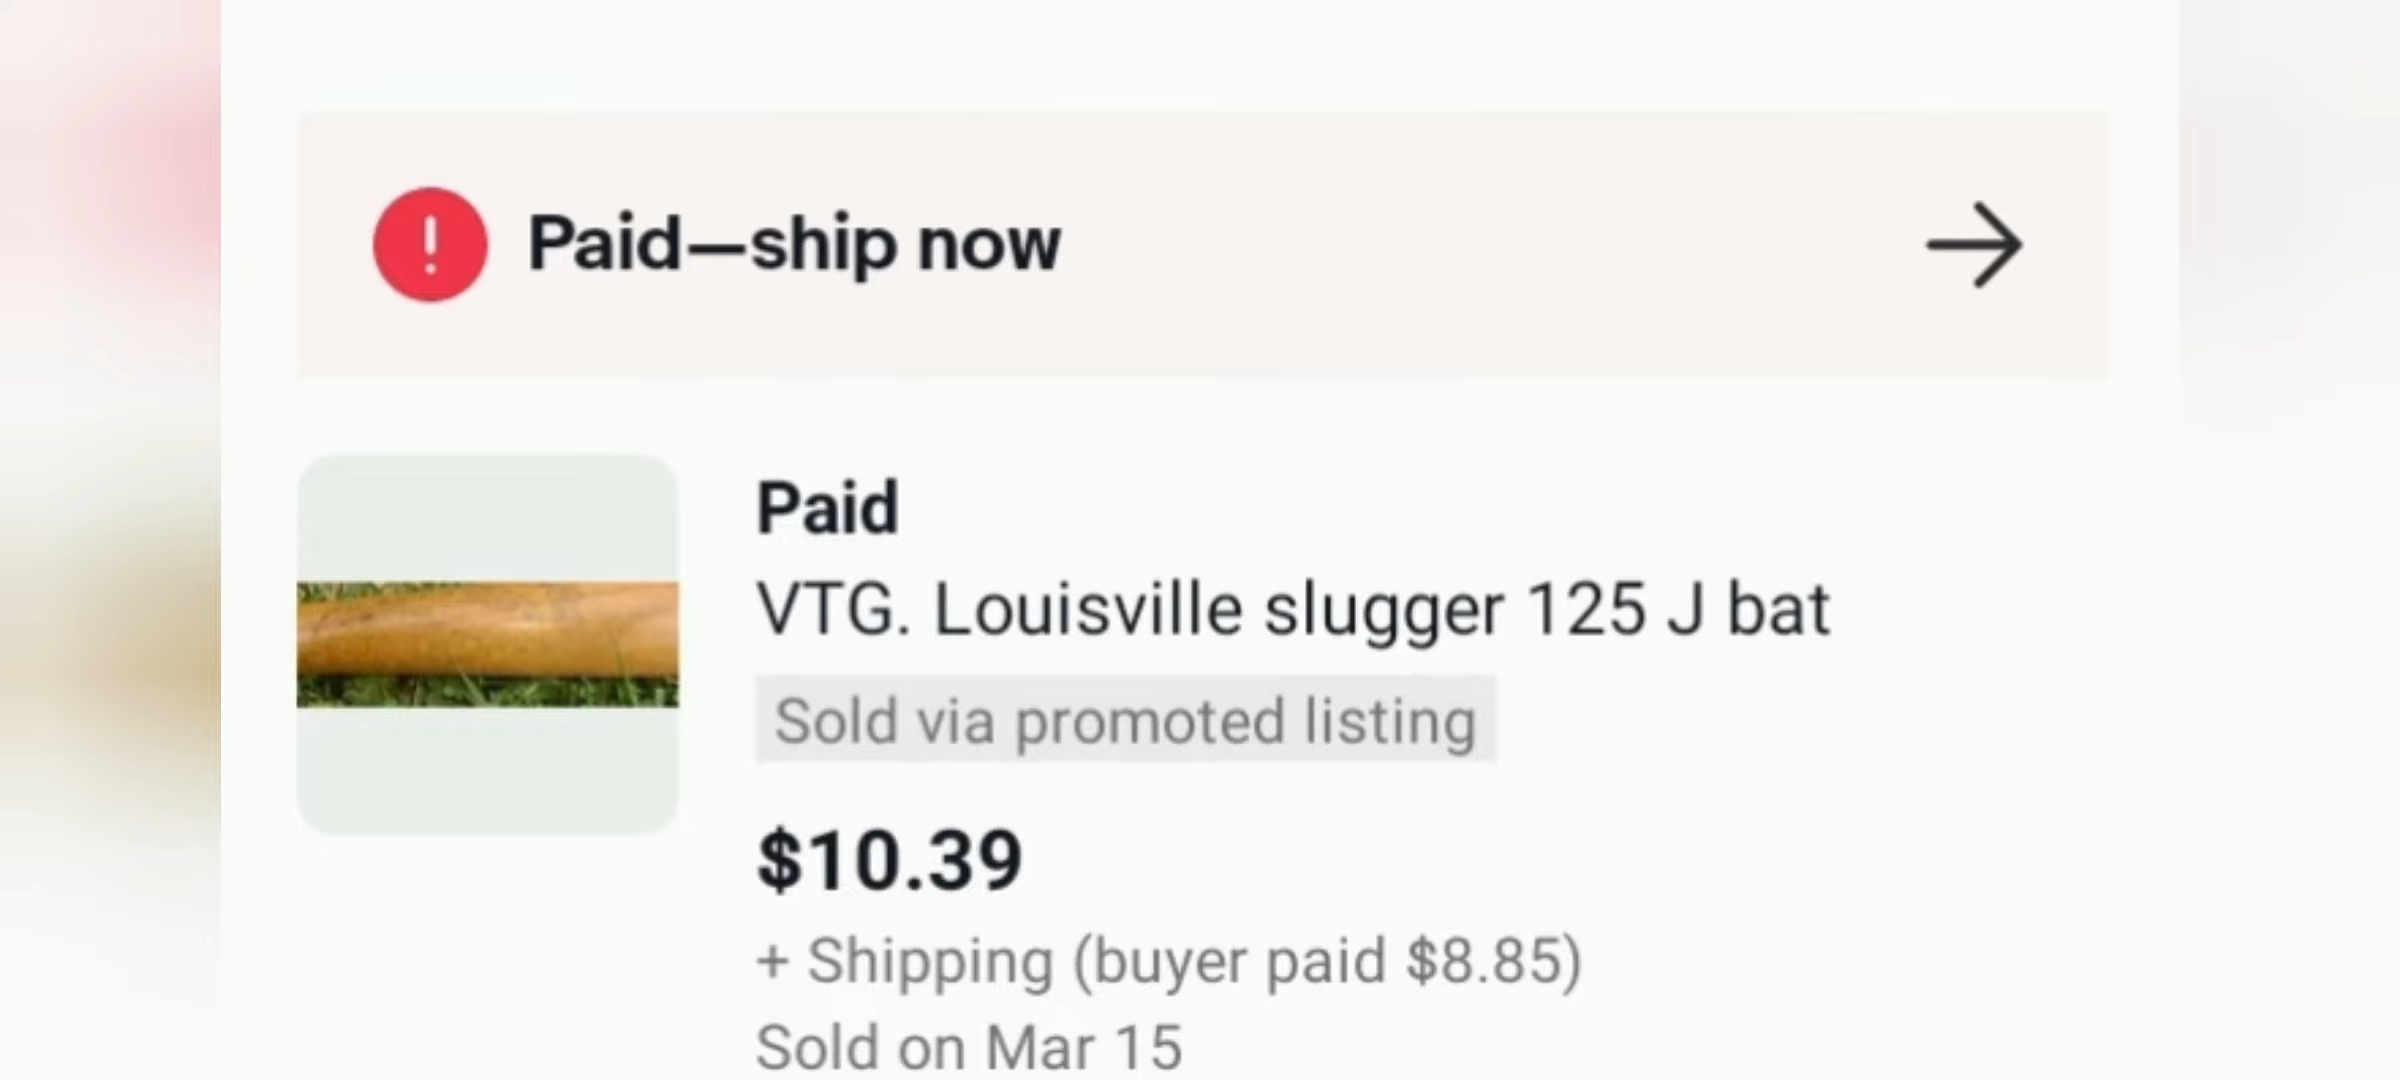 Paid—ship now
Paid
VTG. Louisville slugger 125 J bat
Sold via promoted listing
$10.39
+ Shipping (buyer paid $8.85)
Sold on Mar 15